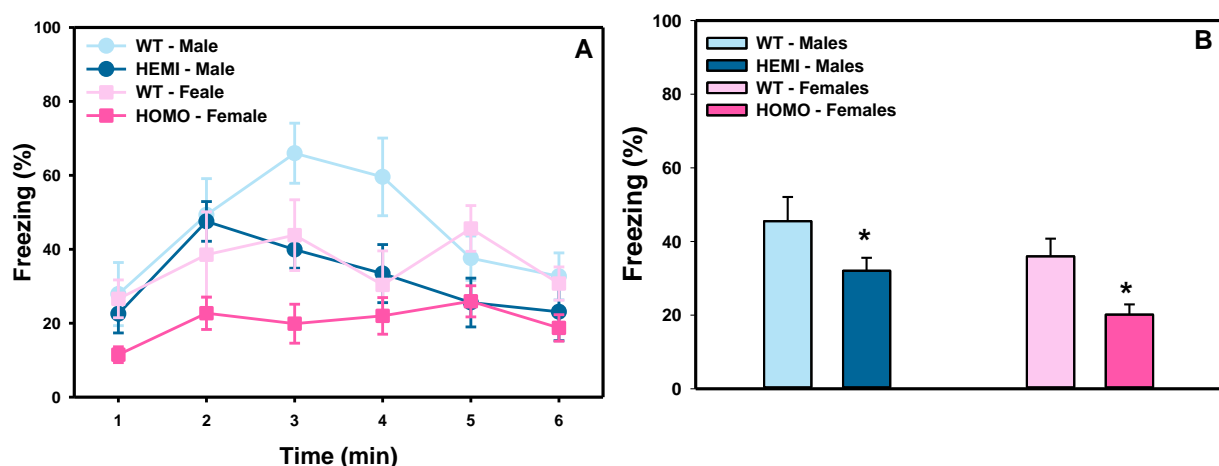 A
WT - Male
HEMI - Male
WT - Feale
HOMO - Female
Freezing (%)
100
80
60
40
20
0
1 2 3 4 5 6
Time (min)
B
WT - Males
HEMI - Males
WT - Females
HOMO - Females
Freezing (%)
100
80
60
40
20
0
*
*